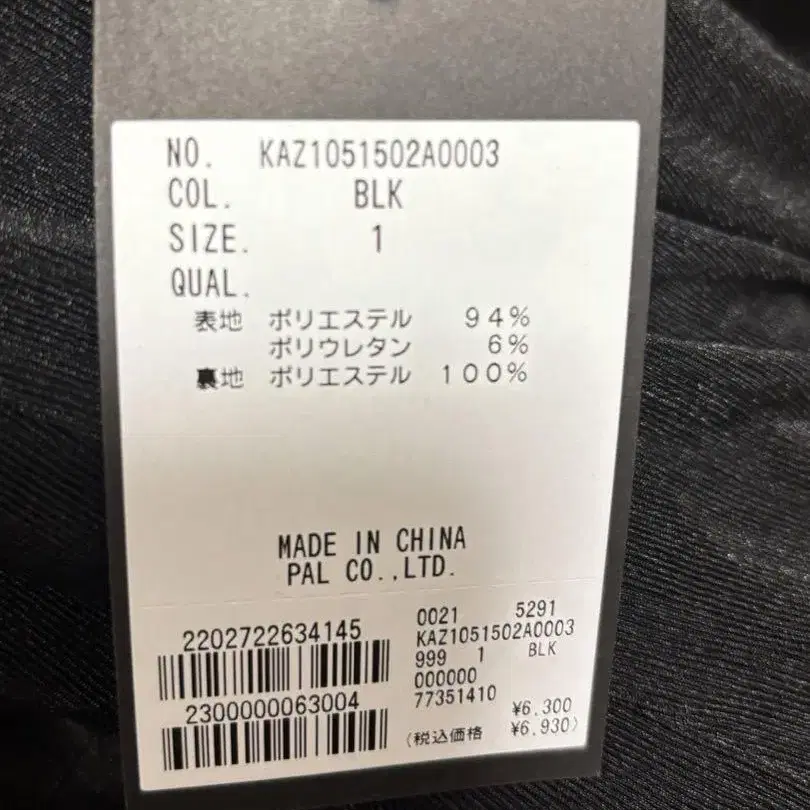 NO. KAZ1051502A0003
COL. BLK
SIZE. 1
QUAL.
表地 ポリエステル 94%
ポリウレタン 6%
裏地 ポリエステル 100%
MADE IN CHINA
PAL CO.,LTD.
2202722634145
2300000063004
0021 5291
KAZ1051502A0003
999 1 BLK
000000
77351410
¥6.300
(税込価格 ¥6.930)